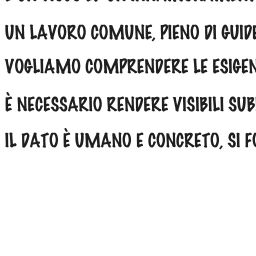 UN LAVORO COMUNE, PIENO DI GUIDE
VOGLIAMO COMPRENDERE LE ESIGEN
È NECESSARIO RENDERE VISIBILI SUB
IL DATO È UMANO E CONCRETO, SI FO